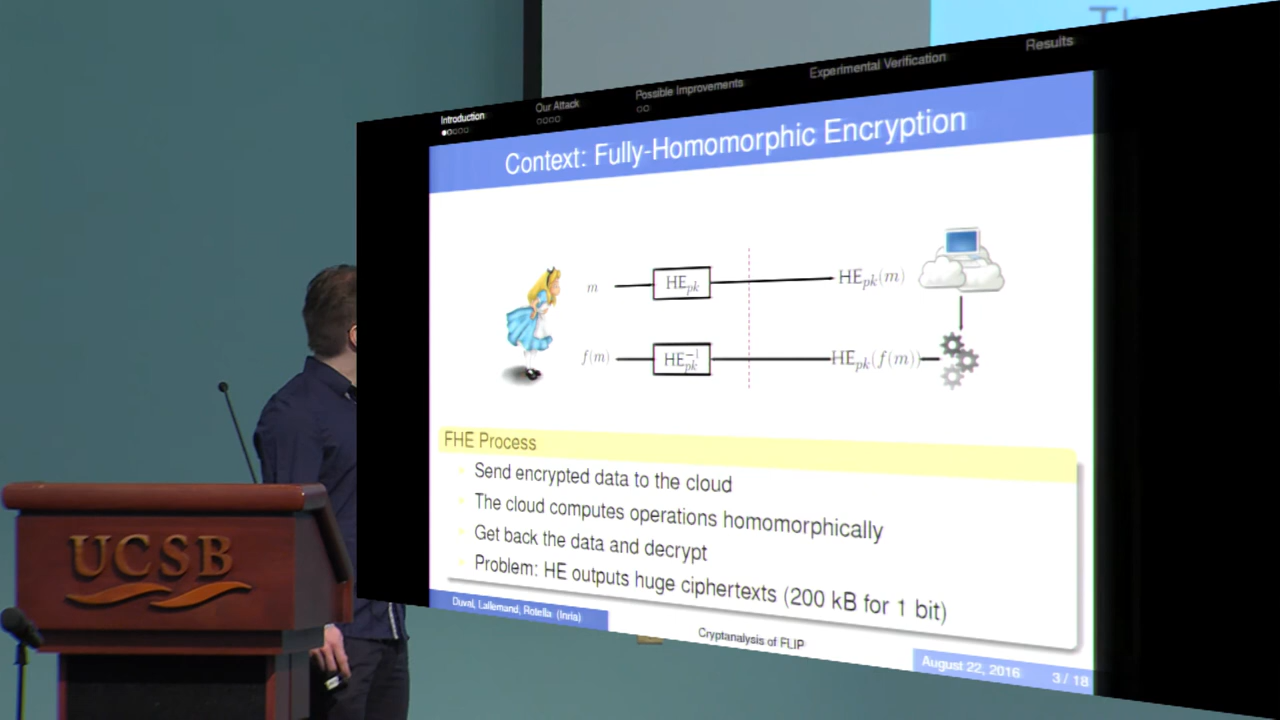 Th
Introduction
Our Attack
Possible Improvements
Experimental Verification
Results
Context: Fully-Homomorphic Encryption
m
HE_pk
HE_pk(m)
f(m)
HE_pk^-1
HE_pk(f(m))
FHE Process
Send encrypted data to the cloud
The cloud computes operations homomorphically
Get back the data and decrypt
Problem: HE outputs huge ciphertexts (200 kB for 1 bit)
Duval, Lallemand, Rotella (Inria)
Cryptanalysis of FLIP
August 22, 2016
3 / 18
UCSB